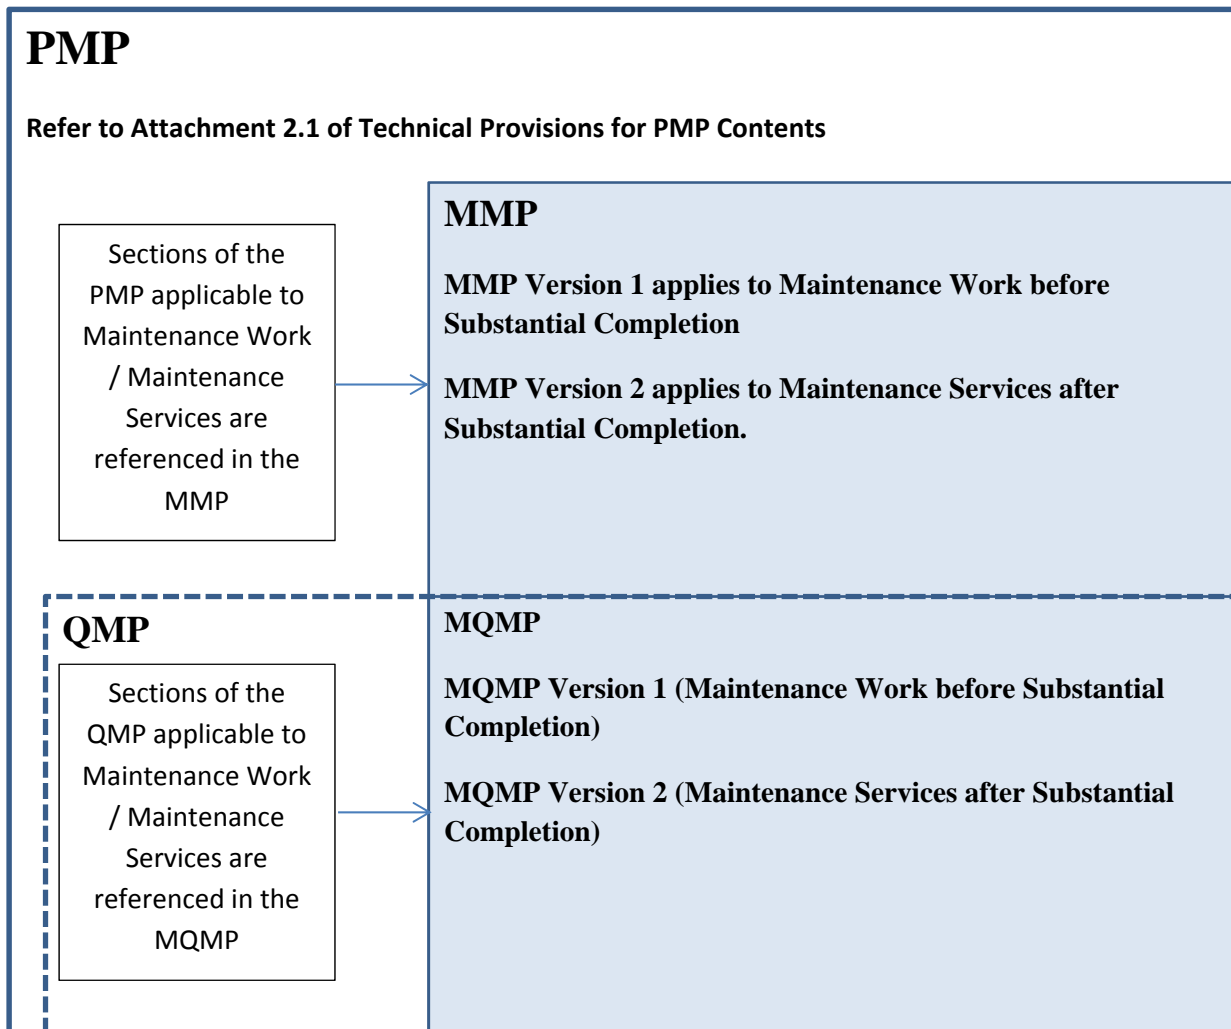 PMP
Refer to Attachment 2.1 of Technical Provisions for PMP Contents
Sections of the
PMP applicable to
Maintenance Work
/ Maintenance
Services are
referenced in the
MMP
MMP
MMP Version 1 applies to Maintenance Work before
Substantial Completion
MMP Version 2 applies to Maintenance Services after
Substantial Completion.
QMP
Sections of the
QMP applicable to
Maintenance Work
/ Maintenance
Services are
referenced in the
MQMP
MQMP
MQMP Version 1 (Maintenance Work before Substantial
Completion)
MQMP Version 2 (Maintenance Services after Substantial
Completion)